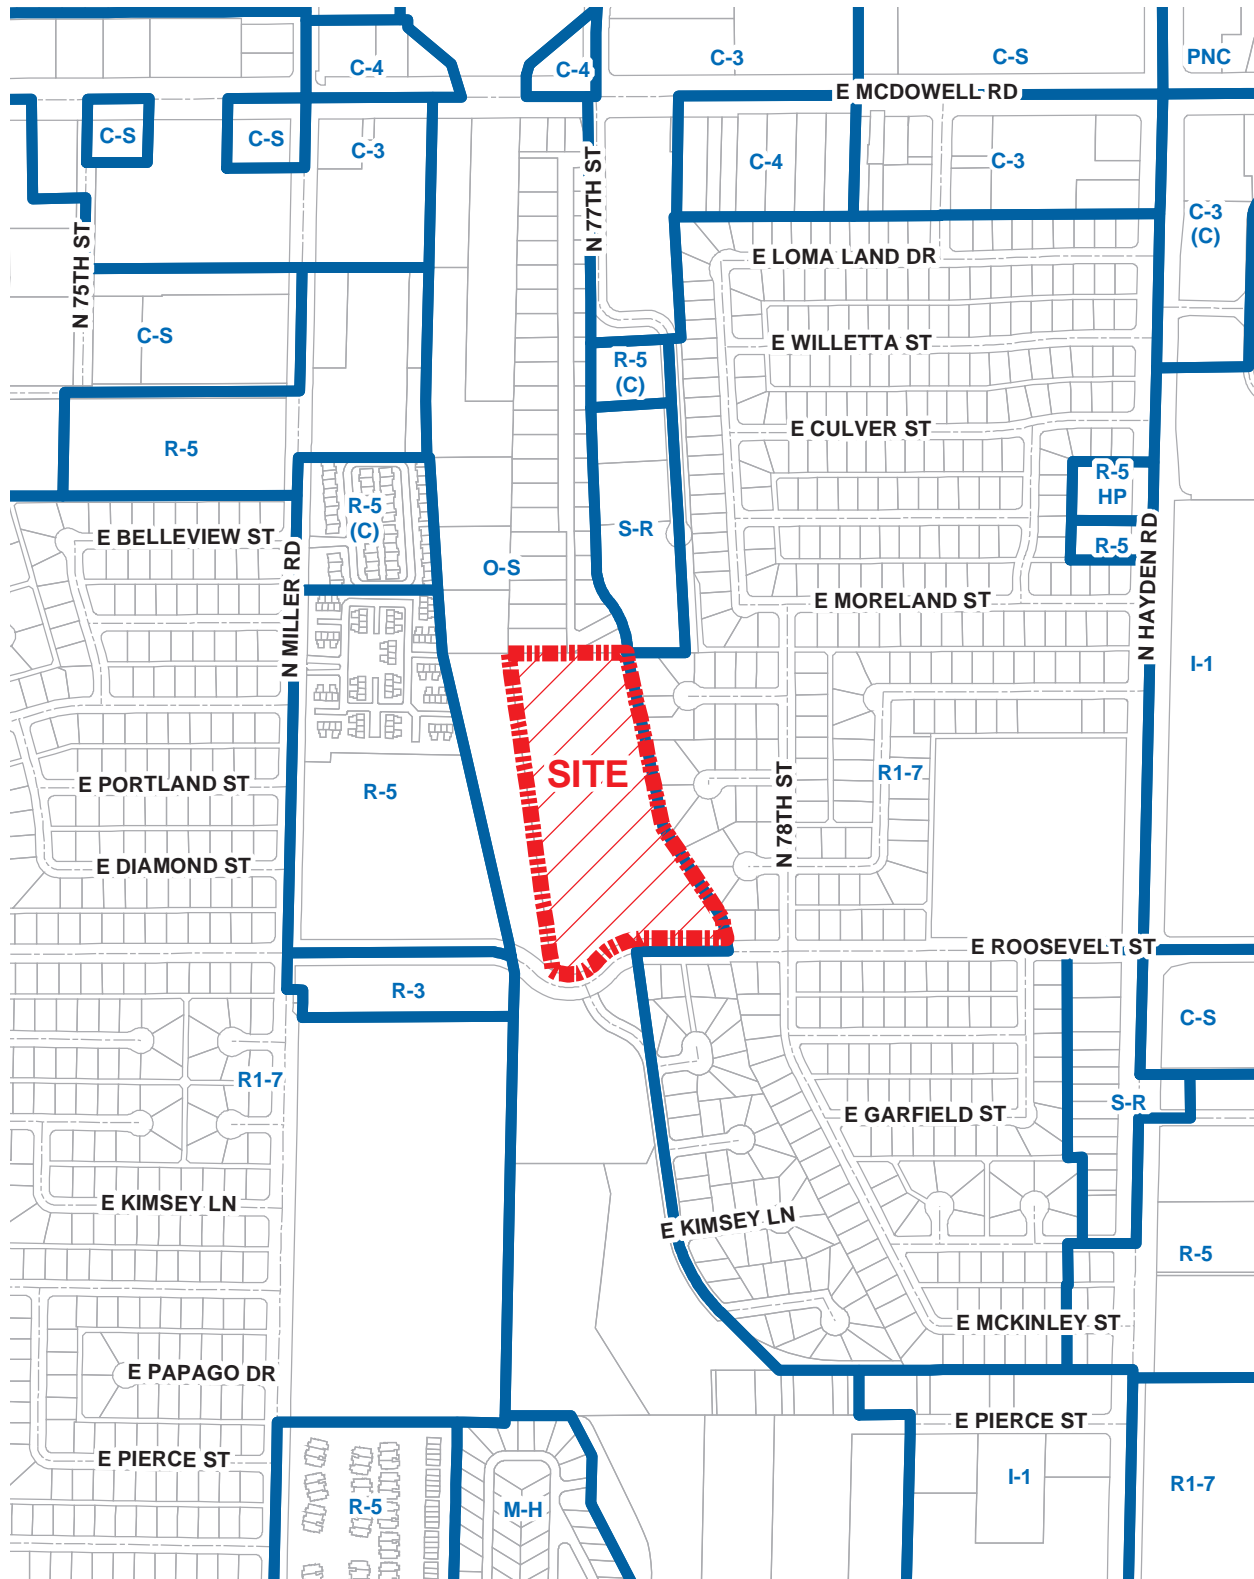 C-4
C-4
C-3
C-S
PNC
E MCDOWELL RD
C-S
C-S
C-3
C-4
C-3
N 77TH ST
C-3
(C)
N 75TH ST
E LOMA LAND DR
C-S
E WILLETTA ST
R-5
(C)
E CULVER ST
R-5
R-5
HP
R-5
(C)
S-R
E BELLEVIEW ST
R-5
O-S
N HAYDEN RD
N MILLER RD
E MORELAND ST
I-1
SITE
R1-7
E PORTLAND ST
R-5
N 78TH ST
E DIAMOND ST
E ROOSEVELT ST
R-3
C-S
R1-7
S-R
E GARFIELD ST
E KIMSEY LN
E KIMSEY LN
R-5
E MCKINLEY ST
E PAPAGO DR
E PIERCE ST
E PIERCE ST
I-1
R1-7
R-5
M-H